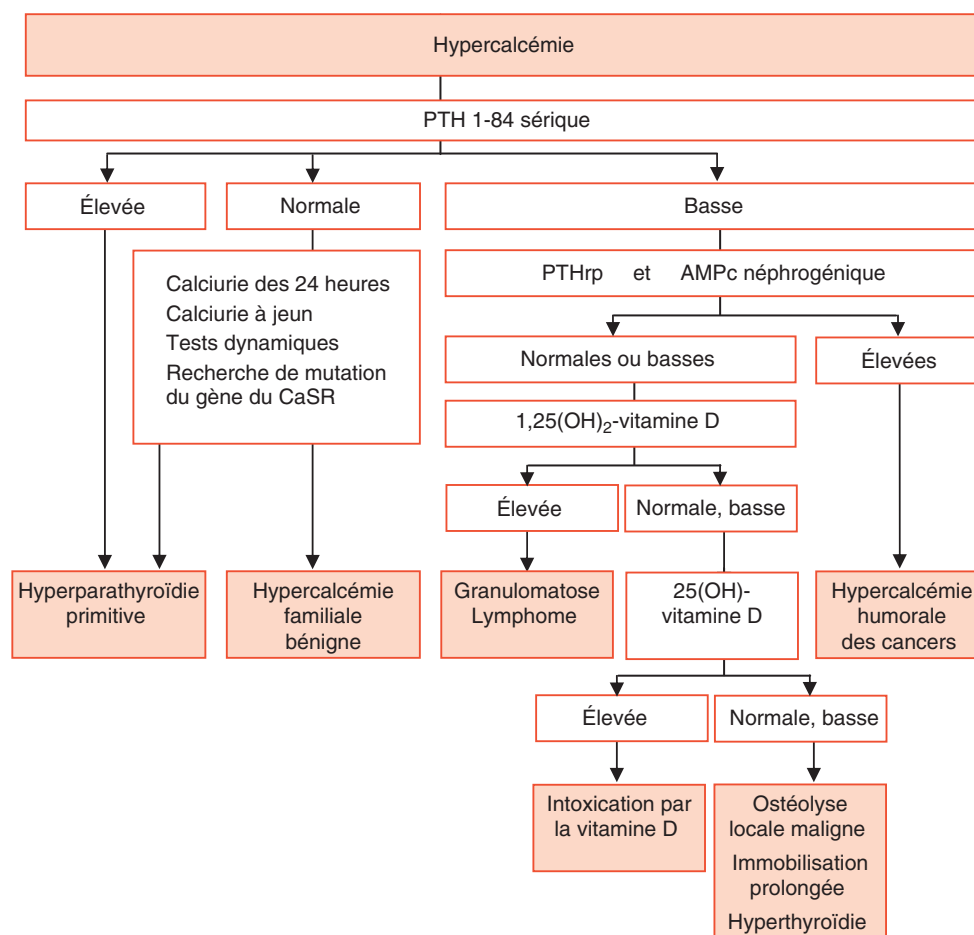 Hypercalcémie
PTH 1-84 sérique
Élevée
Normale
Basse
Calciurie des 24 heures
Calciurie à jeun
Tests dynamiques
Recherche de mutation
du gène du CaSR
PTHrp et AMPc néphrogénique
Normales ou basses
Élevées
1,25(OH)₂-vitamine D
Élevée
Normale, basse
Hyperparathyroïdie
primitive
Hypercalcémie
familiale
bénigne
Granulomatose
Lymphome
25(OH)-
vitamine D
Hypercalcémie
humorale
des cancers
Élevée
Normale, basse
Intoxication par
la vitamine D
Ostéolyse
locale maligne
Immobilisation
prolongée
Hyperthyroïdie